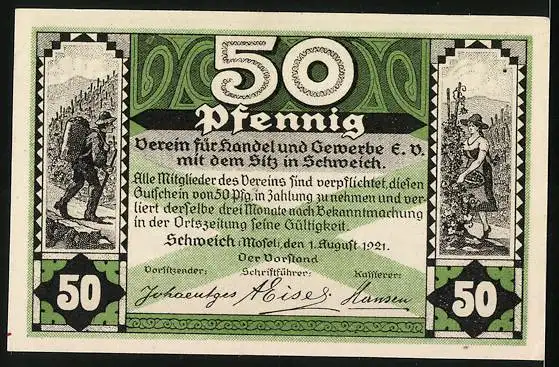 50
Pfennig
Verein für Handel und Gewerbe E. V.
mit dem Sitz in Schweich.
Alle Mitglieder des Vereins sind verpflichtet, diesen
Gutschein von 50 Pfg. in Zahlung zu nehmen und ver-
liert derselbe drei Monate nach Bekanntmachung
in der Ortszeitung seine Gültigkeit.
Schweich (Mosel), den 1. August 1921.
Der Vorstand
Vorsitzender: Schriftführer: Kassierer:
A Eises Hansen
50 50